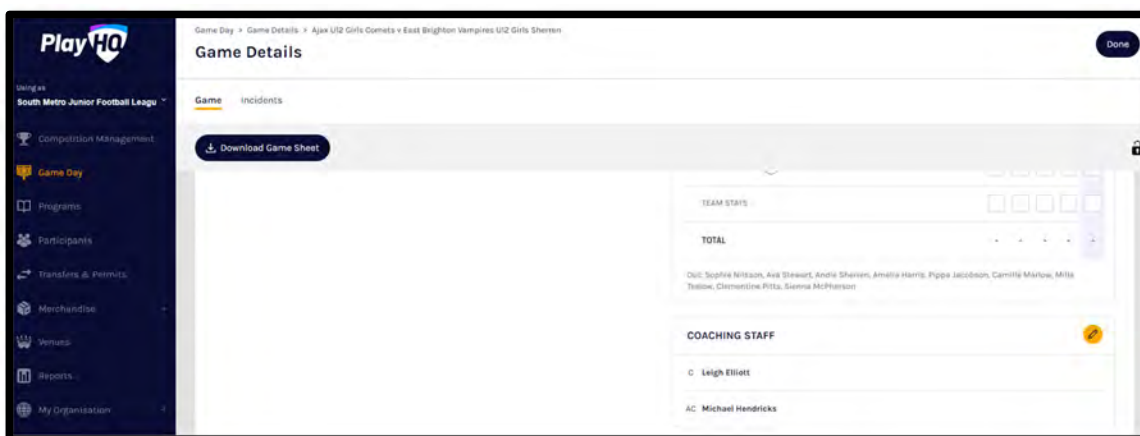 PlayHQ
Game Day > Game Details > Ajax U12 Girls Comets v East Brighton Vampires U12 Girls Sherren
Game Details
Done
Using as
South Metro Junior Football Leagu
Game Incidents
Competition Management
Download Game Sheet
Game Day
Programs
TEAM STAYS
Participants
TOTAL
Transfers & Permits
Out: Sophie Nilsson, Ava Stewart, Andie Sherren, Amelia Harris, Pippa Jacobson, Camille Marlow, Milla
Clementine Pitts, Sienna McPherson
Merchandise
COACHING STAFF
Venues
Reports
C Leigh Elliott
My Organisation
AC Michael Hendricks